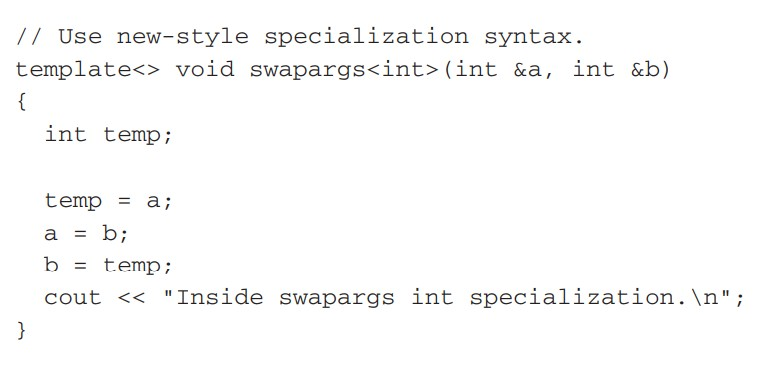 // Use new-style specialization syntax.
template<> void swapargs<int>(int &a, int &b)
{
  int temp;

  temp = a;
  a = b;
  b = temp;
  cout << "Inside swapargs int specialization.\n";
}